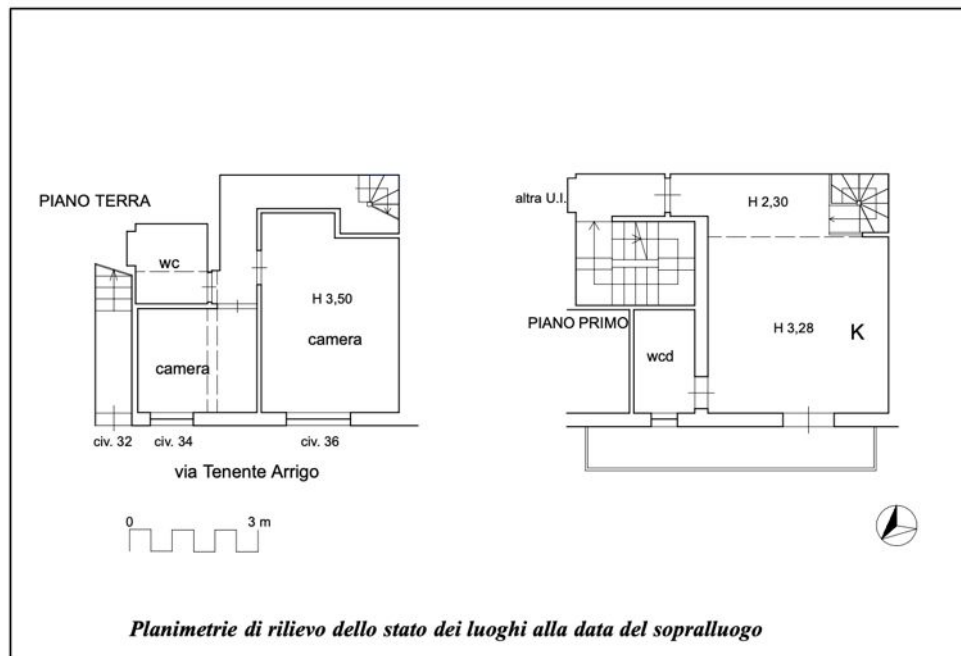 PIANO TERRA
wc
H 3,50
camera
camera
civ. 32
civ. 34
civ. 36
via Tenente Arrigo
0
3 m
altra U.I.
H 2,30
PIANO PRIMO
wcd
H 3,28
K
Planimetrie di rilievo dello stato dei luoghi alla data del sopralluogo